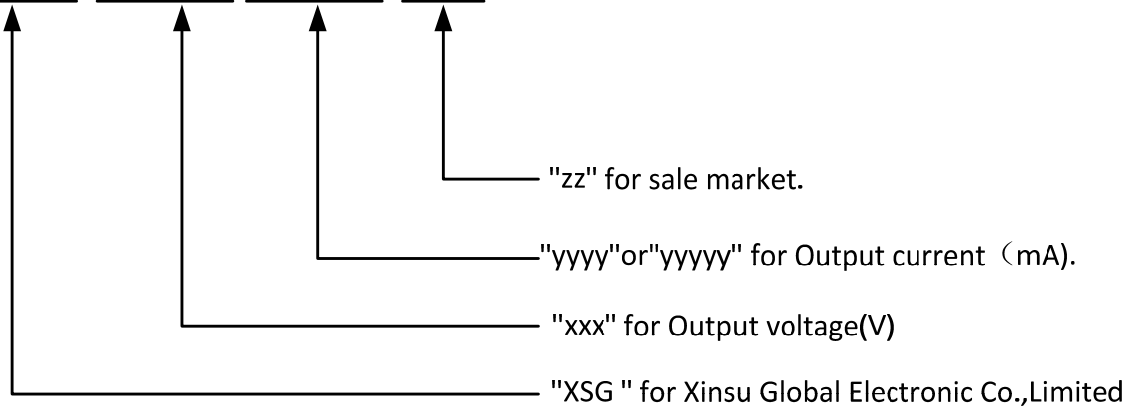 "zz" for sale market.
"yyyy"or"yyyyy" for Output current（mA).
"xxx" for Output voltage(V)
"XSG " for Xinsu Global Electronic Co.,Limited